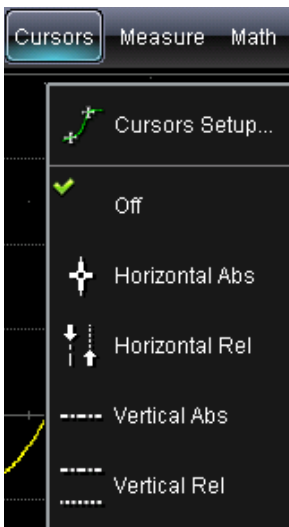 Cursors Measure Math
Cursors Setup...
Off
Horizontal Abs
Horizontal Rel
Vertical Abs
Vertical Rel